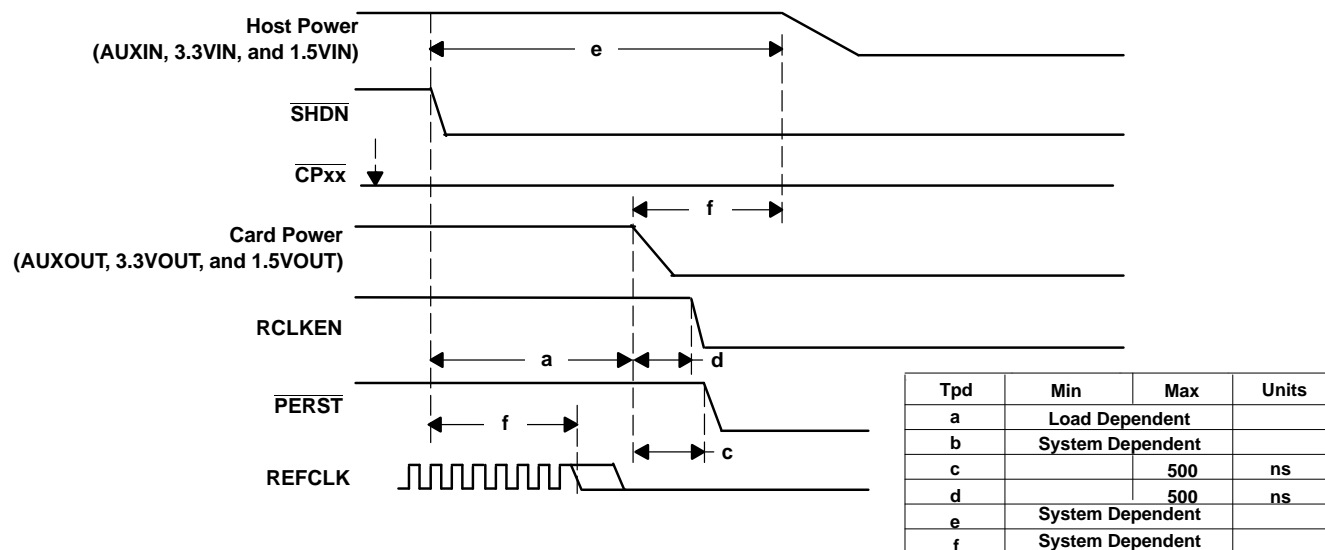 Host Power
(AUXIN, 3.3VIN, and 1.5VIN)
e
SHDN
CPxx
f
Card Power
(AUXOUT, 3.3VOUT, and 1.5VOUT)
RCLKEN
a
d
PERST
f
c
REFCLK
Tpd Min Max Units
a Load Dependent
b System Dependent
c 500 ns
d 500 ns
e System Dependent
f System Dependent